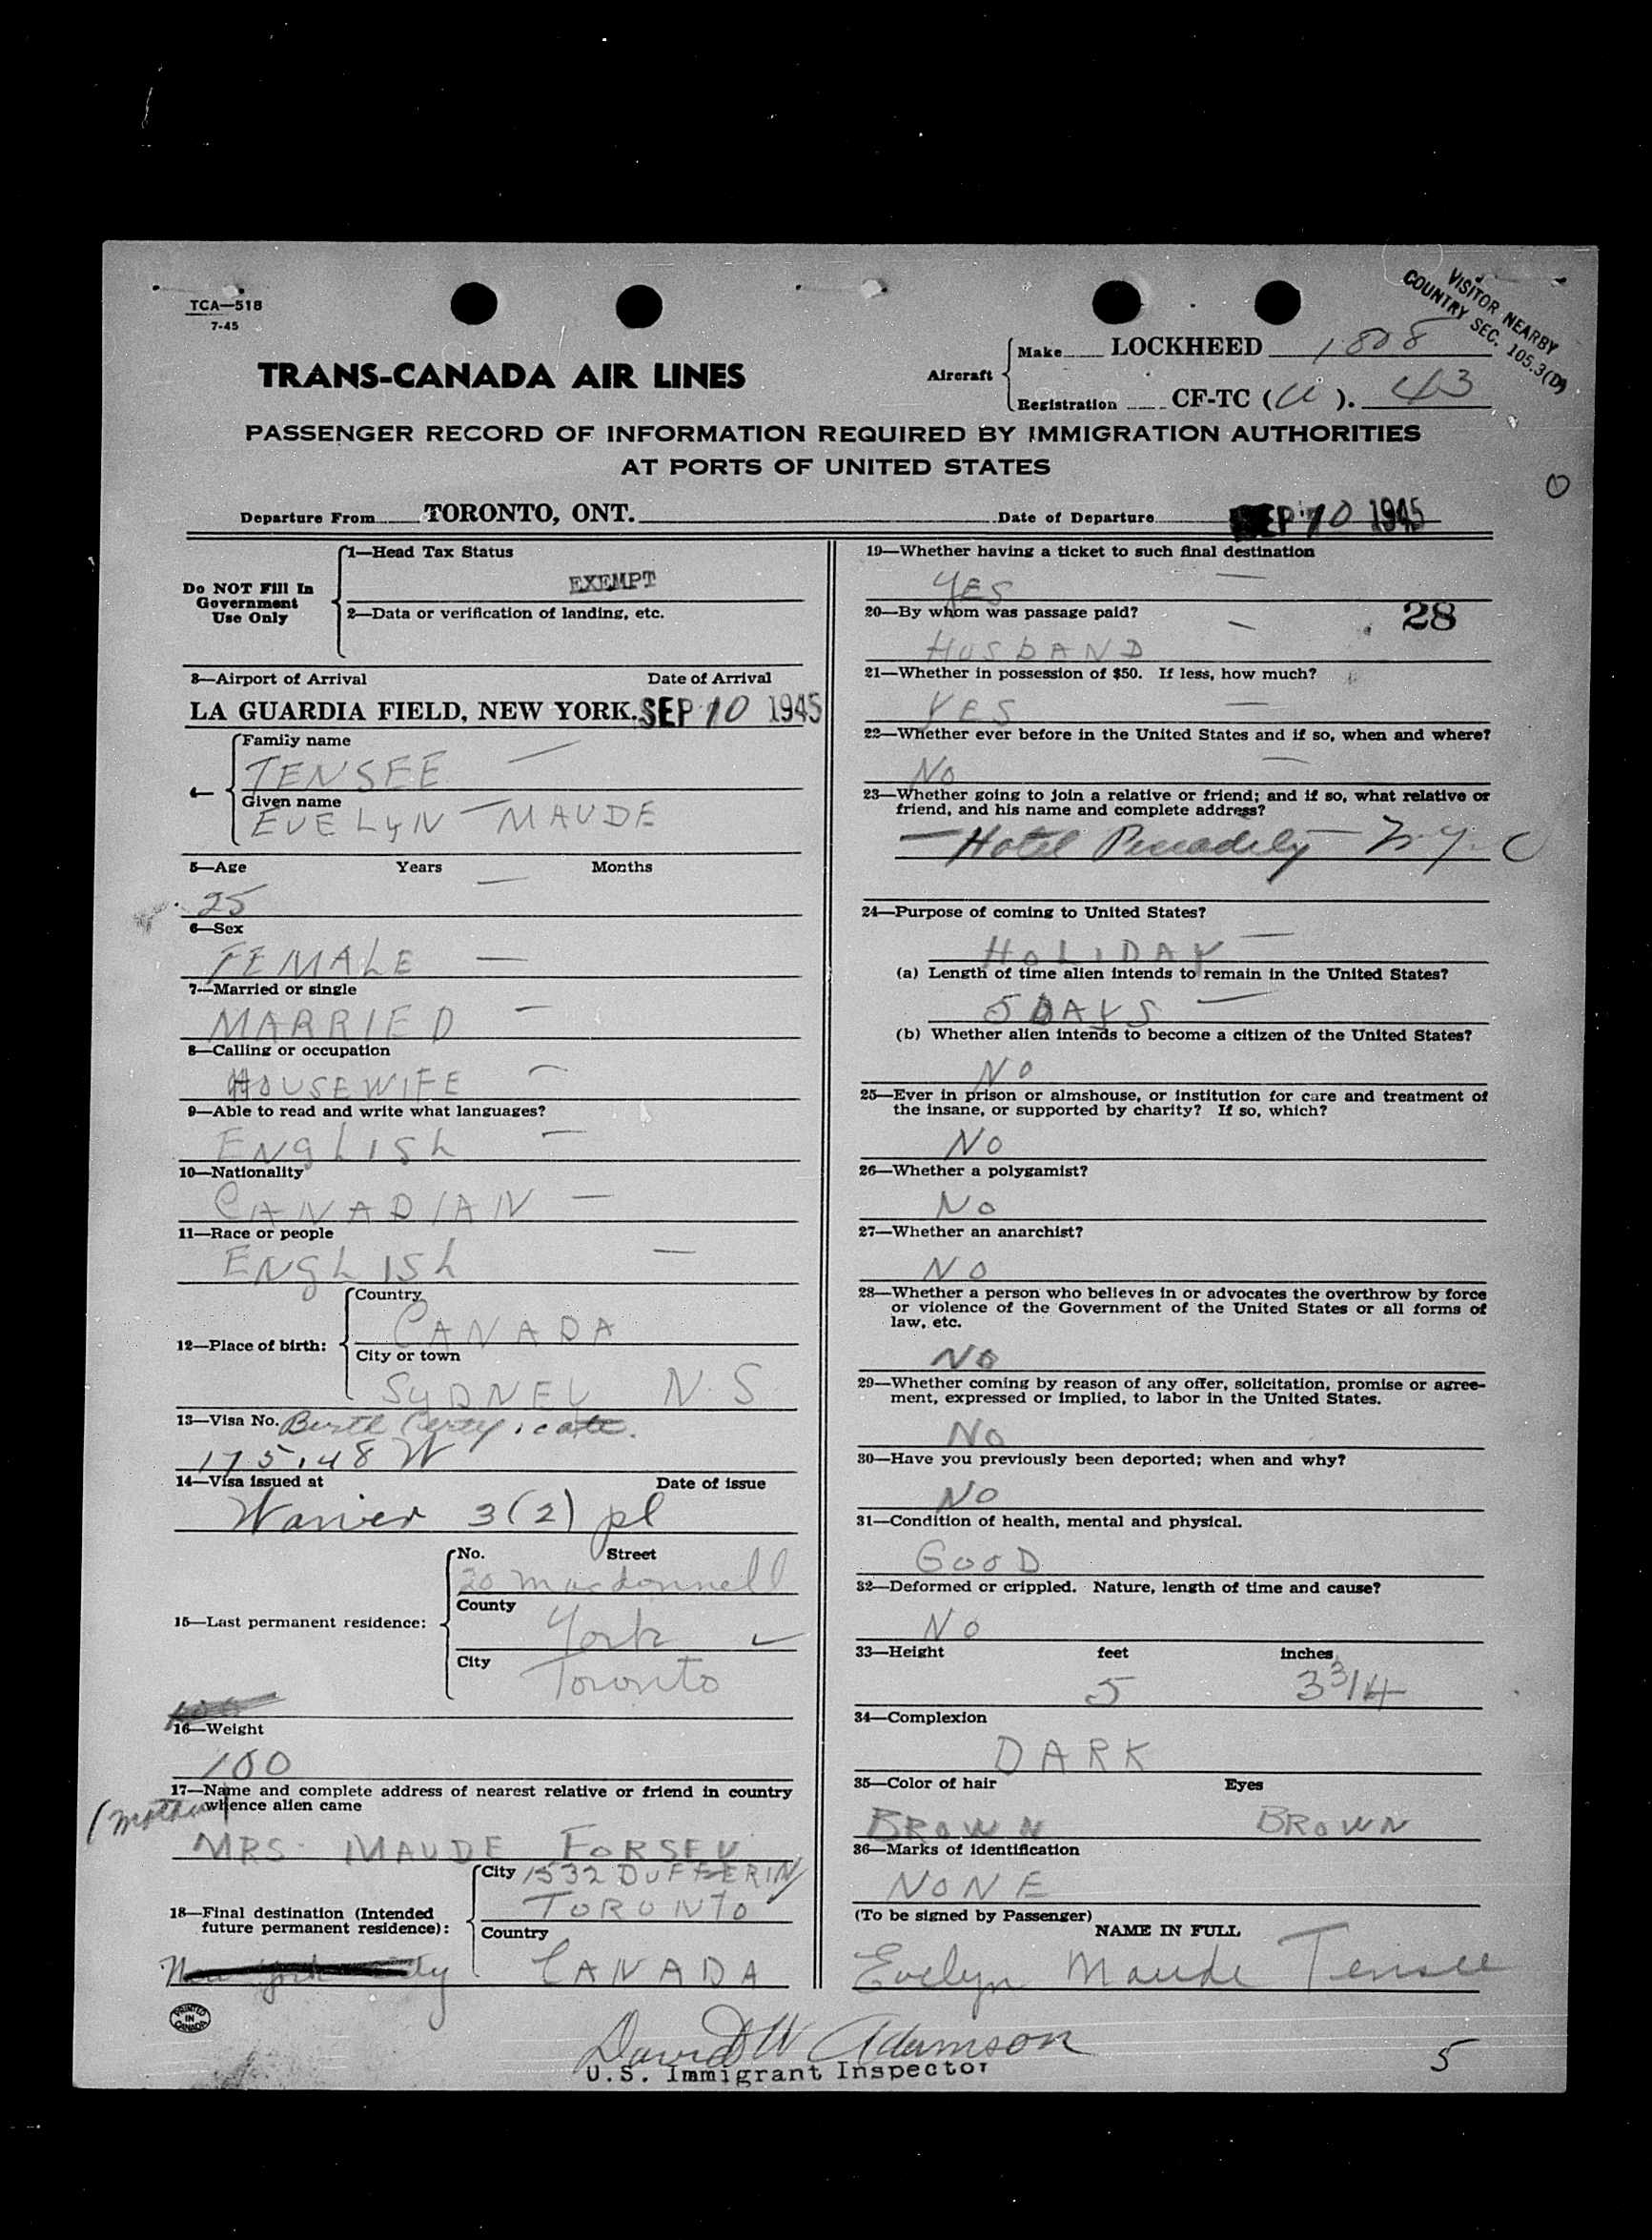 VISITOR NEARBY
COUNTRY SEC. 105.3(D)
TCA—518
7-45
TRANS-CANADA AIR LINES
Aircraft
Make LOCKHEED 1808
Registration CF-TC ( ). 43
PASSENGER RECORD OF INFORMATION REQUIRED BY IMMIGRATION AUTHORITIES
AT PORTS OF UNITED STATES
Departure From TORONTO, ONT. Date of Departure SEP 10 1945
Do NOT Fill In
Government
Use Only
1—Head Tax Status
EXEMPT
2—Data or verification of landing, etc.
3—Airport of Arrival Date of Arrival
LA GUARDIA FIELD, NEW YORK. SEP 10 1945
4—
Family name
TENSEE
Given name
EVELYN MAUDE
5—Age Years Months
25
6—Sex
FEMALE
7—Married or single
MARRIED
8—Calling or occupation
HOUSEWIFE
9—Able to read and write what languages?
ENGLISH
10—Nationality
CANADIAN
11—Race or people
ENGLISH
12—Place of birth:
Country
CANADA
City or town
SYDNEY N.S
13—Visa No. Birth Certificate.
175.48 W
14—Visa issued at Date of issue
Waiver 3(2) pl
15—Last permanent residence:
No. Street
20 Macdonnell
County
York
City
Toronto
16—Weight
100
17—Name and complete address of nearest relative or friend in country
whence alien came
(mother)
MRS. MAUDE FORSEY
1532 DUFFERIN
18—Final destination (Intended
future permanent residence):
City
TORONTO
Country
CANADA
New York City
PRINTED
IN
CANADA
19—Whether having a ticket to such final destination
YES
20—By whom was passage paid?
28
HUSBAND
21—Whether in possession of $50. If less, how much?
YES
22—Whether ever before in the United States and if so, when and where?
No
23—Whether going to join a relative or friend; and if so, what relative or
friend, and his name and complete address?
Hotel Piccadily N.Y.C
24—Purpose of coming to United States?
HOLIDAY
(a) Length of time alien intends to remain in the United States?
5 DAYS
(b) Whether alien intends to become a citizen of the United States?
No
25—Ever in prison or almshouse, or institution for care and treatment of
the insane, or supported by charity? If so, which?
No
26—Whether a polygamist?
No
27—Whether an anarchist?
No
28—Whether a person who believes in or advocates the overthrow by force
or violence of the Government of the United States or all forms of
law, etc.
No
29—Whether coming by reason of any offer, solicitation, promise or agree-
ment, expressed or implied, to labor in the United States.
No
30—Have you previously been deported; when and why?
No
31—Condition of health, mental and physical.
GOOD
32—Deformed or crippled. Nature, length of time and cause?
No
33—Height feet inches
5 3 3/4
34—Complexion
DARK
35—Color of hair Eyes
BROWN BROWN
36—Marks of identification
NONE
(To be signed by Passenger)
NAME IN FULL
Evelyn Maude Tensee
David W Adamson
U.S. Immigrant Inspector
5